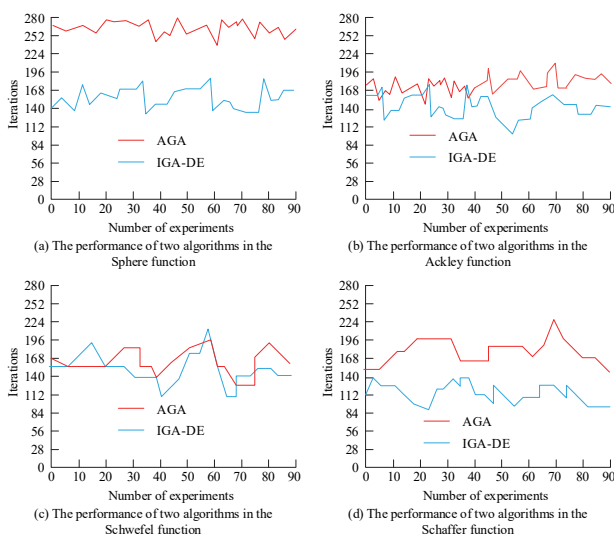 280
252
224
196
168
140
112
84
56
28
0
Iterations
AGA
IGA-DE
0 10 20 30 40 50 60 70 80 90
Number of experiments
(a) The performance of two algorithms in the
Sphere function
280
252
224
196
168
140
112
84
56
28
0
Iterations
AGA
IGA-DE
0 10 20 30 40 50 60 70 80 90
Number of experiments
(b) The performance of two algorithms in the
Ackley function
280
252
224
196
168
140
112
84
56
28
0
Iterations
AGA
IGA-DE
0 10 20 30 40 50 60 70 80 90
Number of experiments
(c) The performance of two algorithms in the
Schwefel function
280
252
224
196
168
140
112
84
56
28
0
Iterations
AGA
IGA-DE
0 10 20 30 40 50 60 70 80 90
Number of experiments
(d) The performance of two algorithms in the
Schaffer function